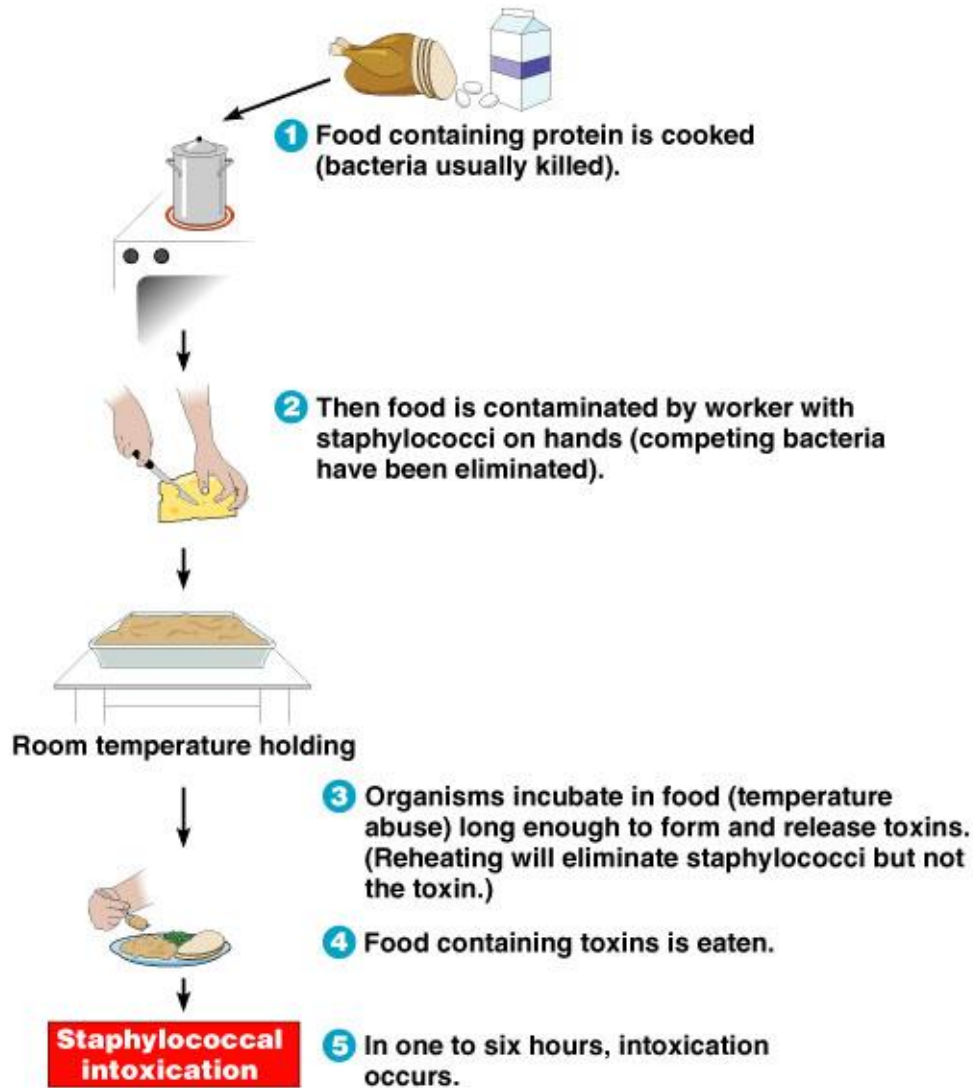 1 Food containing protein is cooked
(bacteria usually killed).
2 Then food is contaminated by worker with
staphylococci on hands (competing bacteria
have been eliminated).
Room temperature holding
3 Organisms incubate in food (temperature
abuse) long enough to form and release toxins.
(Reheating will eliminate staphylococci but not
the toxin.)
4 Food containing toxins is eaten.
Staphylococcal
intoxication
5 In one to six hours, intoxication
occurs.